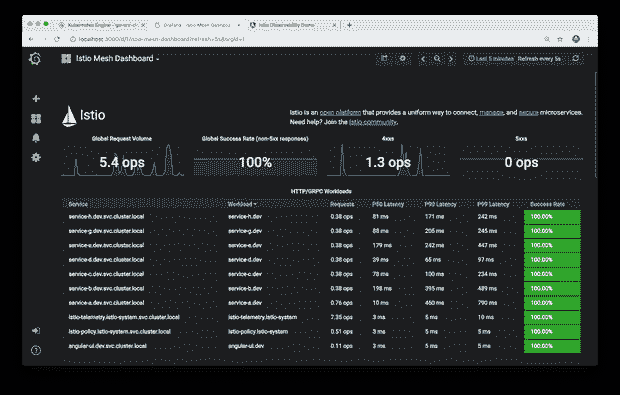 Kubernetes Engine - 
Grafana - Istio Mesh Dashboard
Istio Observability Demo
localhost:3000/d/1/istio-mesh-dashboard?refresh=5s&orgId=1
Istio Mesh Dashboard
Last 5 minutes Refresh every 5s
Istio
Istio is an open platform that provides a uniform way to connect, manage, and secure microservices.
Need help? Join the Istio community.
Global Request Volume Global Success Rate (non-5xx responses) 4xxs 5xxs
5.4 ops 100% 1.3 ops 0 ops
HTTP/GRPC Workloads
Service Workload Requests P50 Latency P90 Latency P99 Latency Success Rate
service-h.dev.svc.cluster.local service-h.dev 0.38 ops 81 ms 171 ms 242 ms 100.00%
service-g.dev.svc.cluster.local service-g.dev 0.38 ops 88 ms 205 ms 245 ms 100.00%
service-e.dev.svc.cluster.local service-e.dev 0.38 ops 179 ms 242 ms 447 ms 100.00%
service-d.dev.svc.cluster.local service-d.dev 0.38 ops 39 ms 65 ms 97 ms 100.00%
service-c.dev.svc.cluster.local service-c.dev 0.38 ops 78 ms 100 ms 234 ms 100.00%
service-b.dev.svc.cluster.local service-b.dev 0.38 ops 198 ms 395 ms 489 ms 100.00%
service-a.dev.svc.cluster.local service-a.dev 0.76 ops 10 ms 460 ms 790 ms 100.00%
istio-telemetry.istio-system.svc.cluster.local istio-telemetry.istio-system 7.35 ops 3 ms 5 ms 10 ms 100.00%
istio-policy.istio-system.svc.cluster.local istio-policy.istio-system 0.51 ops 3 ms 5 ms 5 ms 100.00%
angular-ui.dev.svc.cluster.local angular-ui.dev 0.11 ops 3 ms 5 ms 5 ms 100.00%